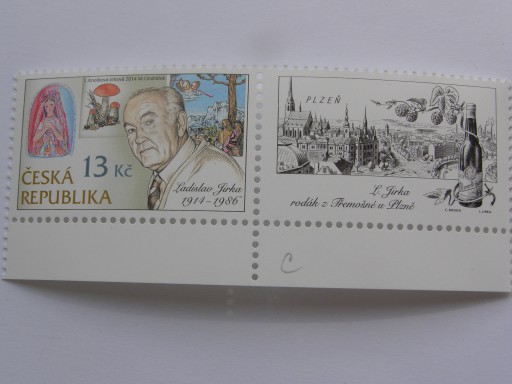 13 Kč
ČESKÁ
REPUBLIKA
Ladislav Jirka
1914–1986
PLZEŇ
L. Jirka
rodák z Třemošné u Plzně
C